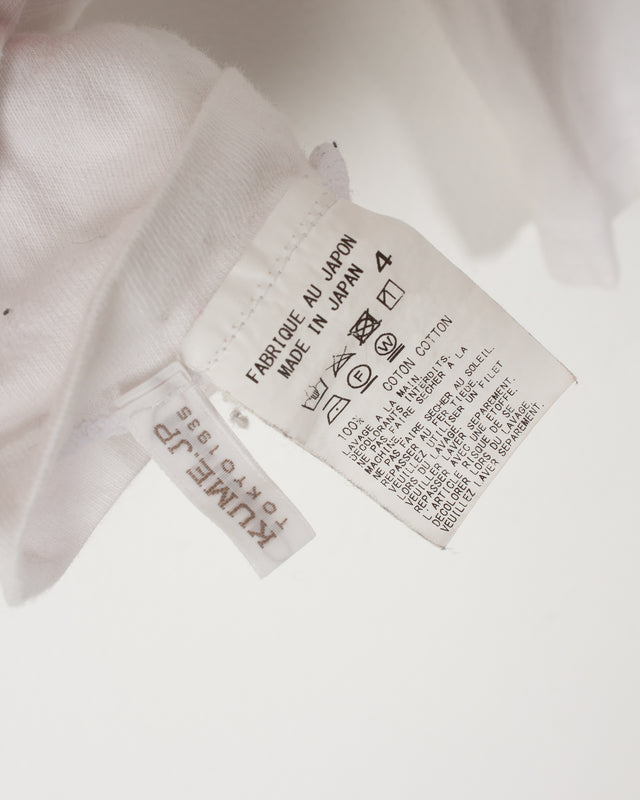 FABRIQUE AU JAPON
MADE IN JAPAN 4
F W
100% COTON COTTON
LAVAGE A LA MAIN.
DECOLORANTS INTERDITS.
NE PAS FAIRE SECHER A LA
MACHINE.
NE PAS FAIRE SECHER AU SOLEIL.
REPASSER AU FER TIEDE.
VEUILLEZ UTILISER UN FILET
LORS DU LAVAGE.
VEUILLER LAVER SEPAREMENT.
REPASSER AVEC UNE ETOFFE.
L ARTICLE RISQUE DE SE
DECOLORER LORS DU LAVAGE.
VEUILLEZ LAVER SEPAREMENT.
KUME.JP
TOKYO1935